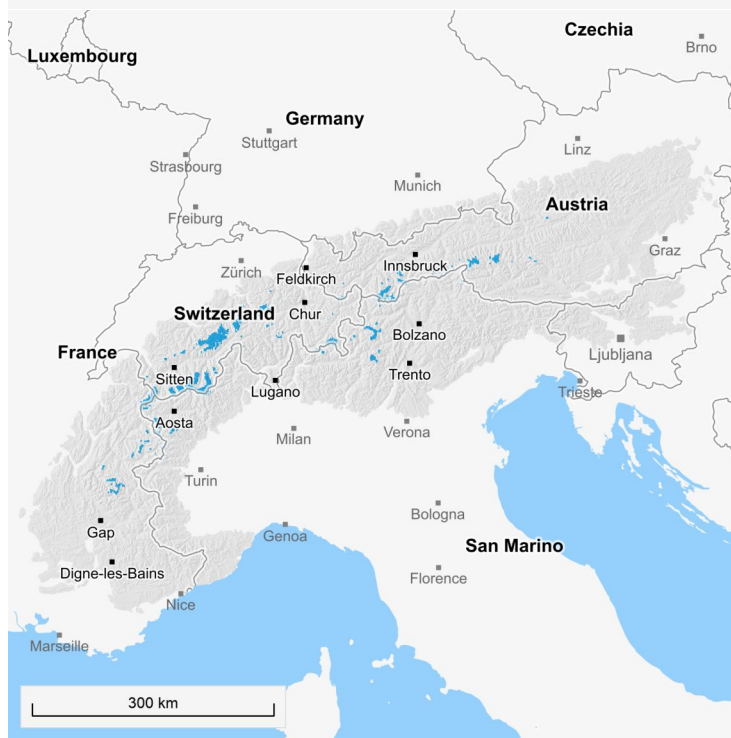 Czechia
Brno
Luxembourg
Germany
Stuttgart
Linz
Strasbourg
Munich
Austria
Freiburg
Graz
Zürich
Innsbruck
Feldkirch
Chur
Switzerland
Bolzano
France
Ljubljana
Sitten
Trento
Lugano
Trieste
Aosta
Milan
Verona
Turin
Bologna
Gap
Genoa
San Marino
Digne-les-Bains
Florence
Nice
Marseille
300 km